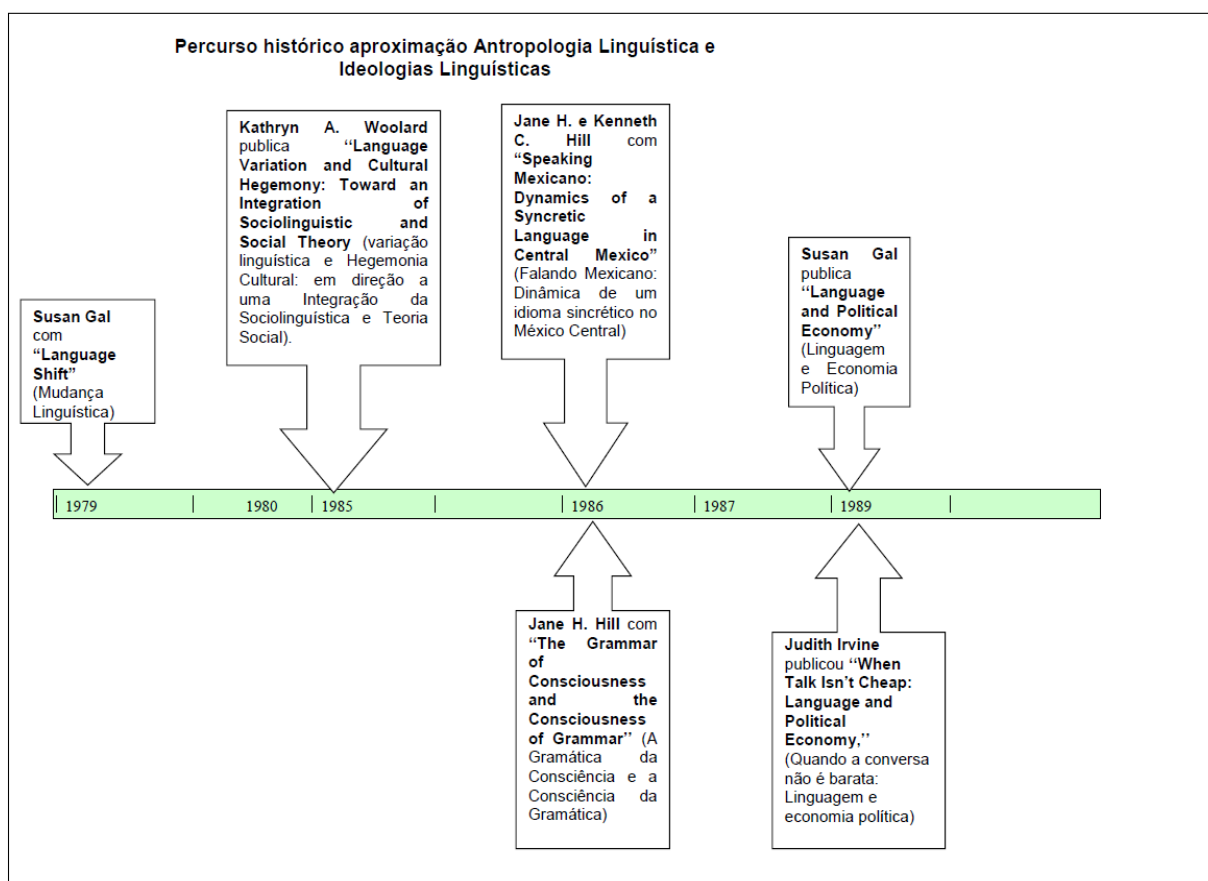 Percurso histórico aproximação Antropologia Linguística e
Ideologias Linguísticas
Susan Gal
com
“Language
Shift”
(Mudança
Linguística)
Kathryn A. Woolard
publica “Language
Variation and Cultural
Hegemony: Toward an
Integration of
Sociolinguistic and
Social Theory (variação
linguística e Hegemonia
Cultural: em direção a
uma Integração da
Sociolinguística e Teoria
Social).
Jane H. e Kenneth
C. Hill com
“Speaking
Mexicano:
Dynamics of a
Syncretic
Language in
Central Mexico”
(Falando Mexicano:
Dinâmica de um
idioma sincrético no
México Central)
Susan Gal
publica
“Language
and Political
Economy”
(Linguagem
e Economia
Política)
1979 1980 1985 1986 1987 1989
Jane H. Hill com
“The Grammar
of
Consciousness
and the
Consciousness
of Grammar” (A
Gramática da
Consciência e a
Consciência da
Gramática)
Judith Irvine
publicou “When
Talk Isn’t Cheap:
Language and
Political
Economy,”
(Quando a conversa
não é barata:
Linguagem e
economia política)